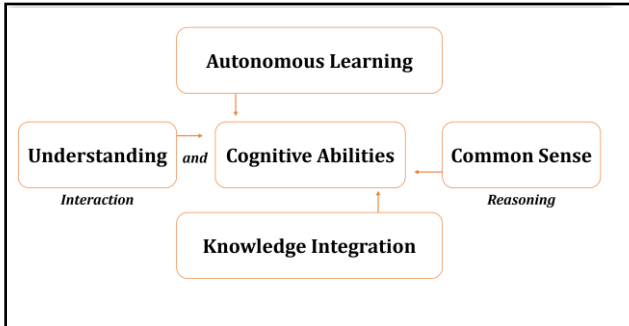 Autonomous Learning
Understanding and Cognitive Abilities Common Sense
Interaction Reasoning
Knowledge Integration